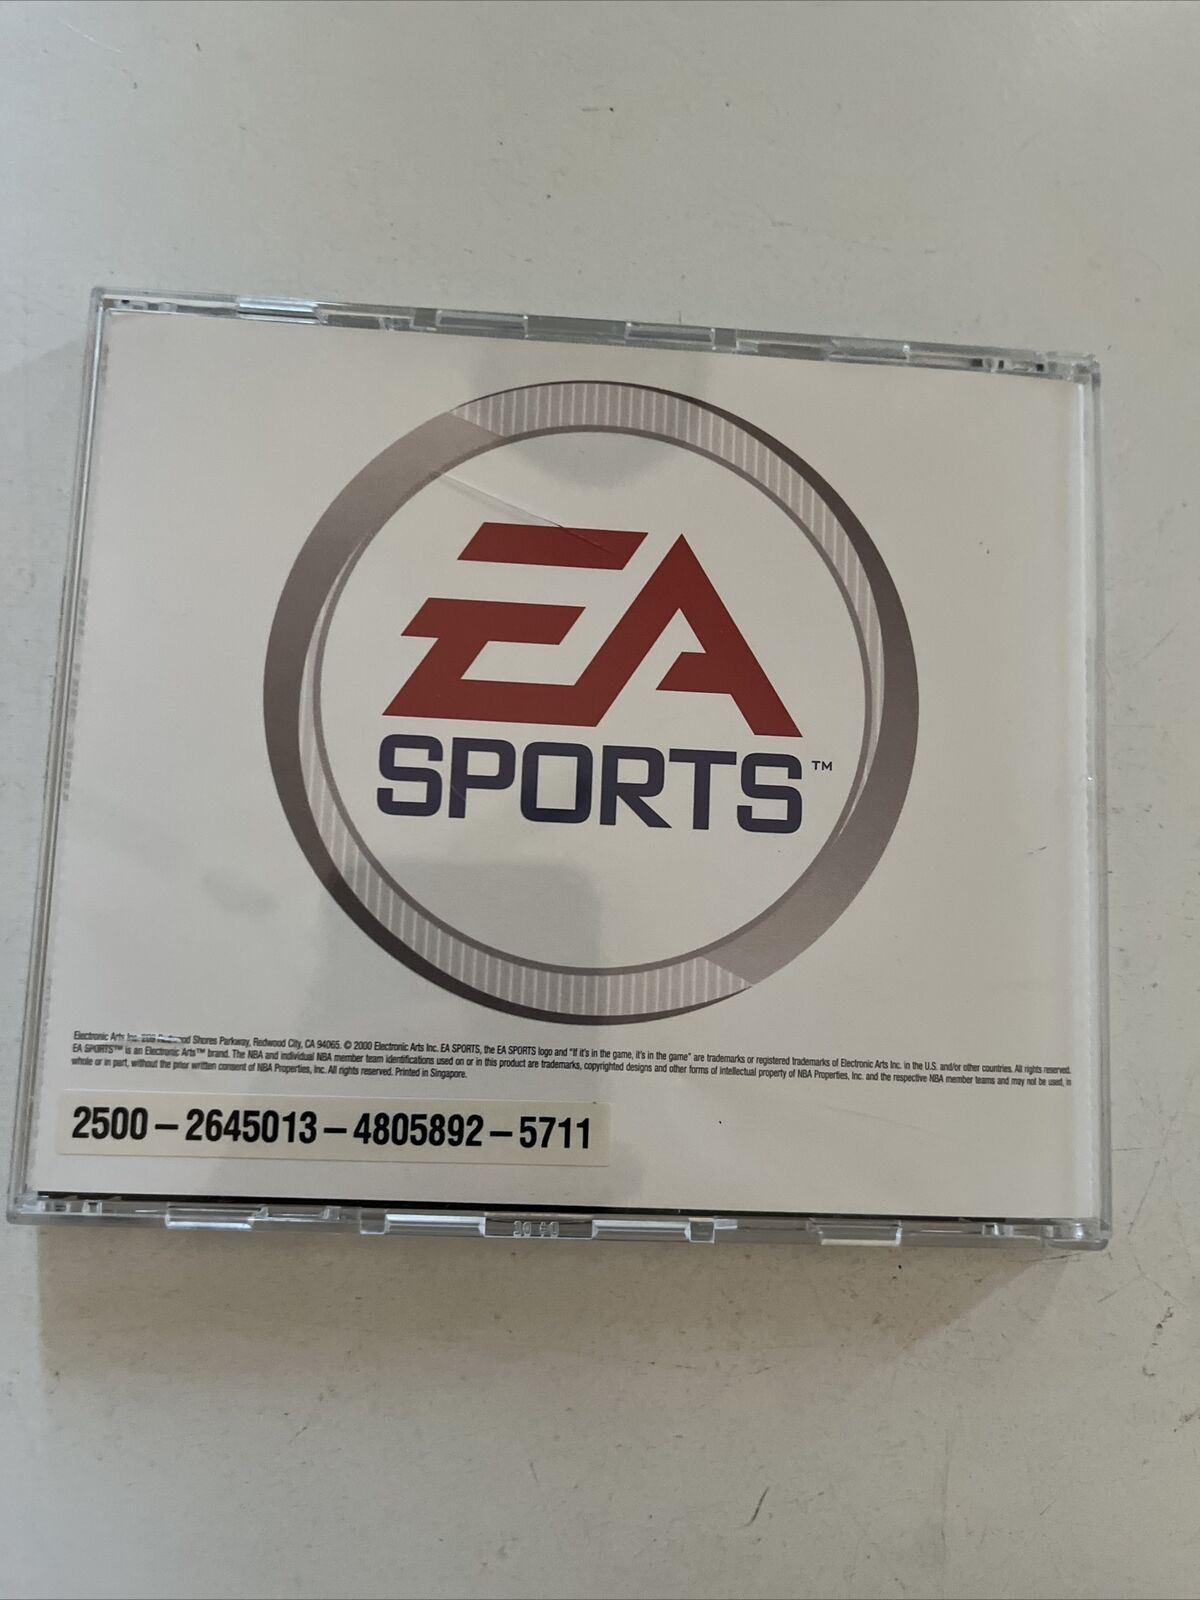 EA
SPORTS™
Electronic Arts Inc. 209 Redwood Shores Parkway, Redwood City, CA 94065. © 2000 Electronic Arts Inc. EA SPORTS, the EA SPORTS logo and "If it's in the game, it's in the game" are trademarks or registered trademarks of Electronic Arts Inc. in the U.S. and/or other countries. All rights reserved.
EA SPORTS™ is an Electronic Arts™ brand. The NBA and individual NBA member team identifications used on or in this product are trademarks, copyrighted designs and other forms of intellectual property of NBA Properties, Inc. and the respective NBA member teams and may not be used, in
whole or in part, without the prior written consent of NBA Properties, Inc. All rights reserved. Printed in Singapore.
2500 – 2645013 – 4805892 – 5711